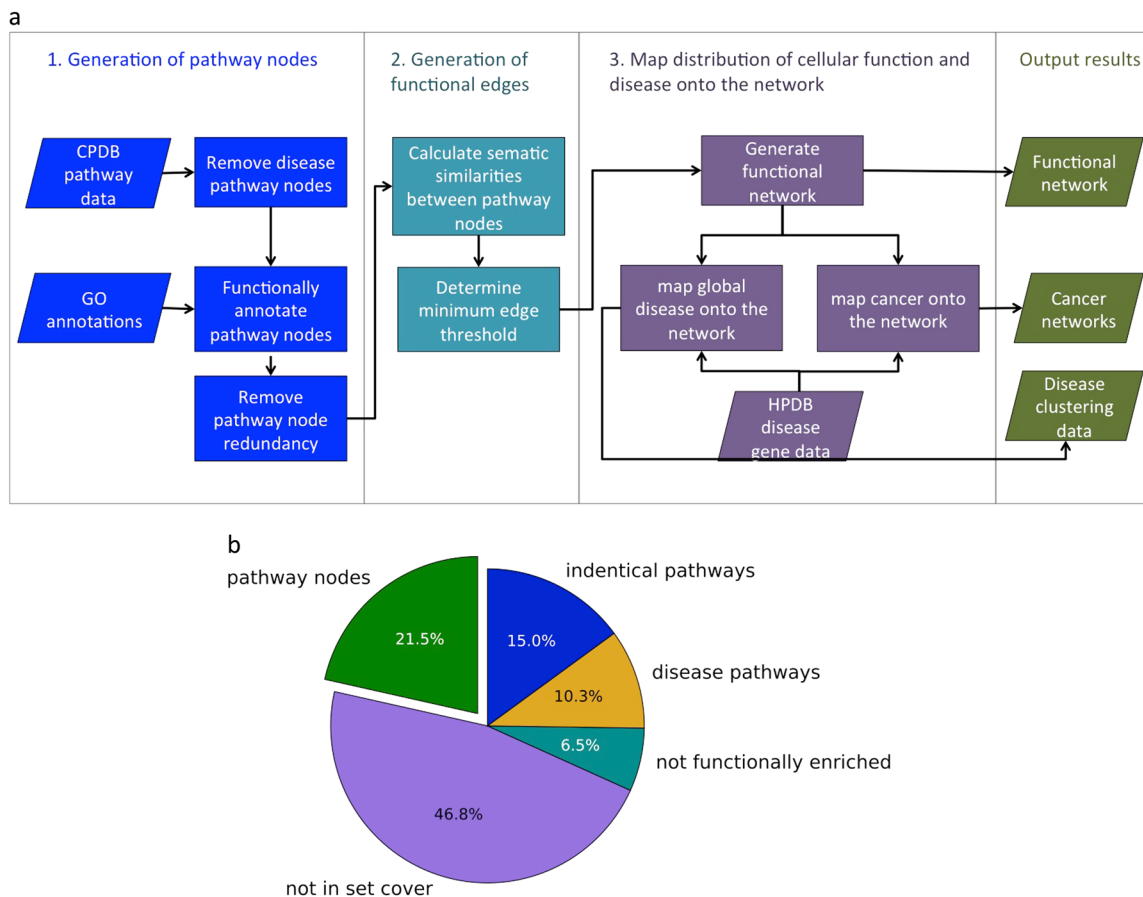 a
1. Generation of pathway nodes
2. Generation of
functional edges
3. Map distribution of cellular function and
disease onto the network
Output results
CPDB
pathway
data
Remove disease
pathway nodes
GO
annotations
Functionally
annotate
pathway nodes
Remove
pathway node
redundancy
Calculate sematic
similarities
between pathway
nodes
Determine
minimum edge
threshold
Generate
functional
network
map global
disease onto the
network
map cancer onto
the network
HPDB
disease
gene data
Functional
network
Cancer
networks
Disease
clustering
data
b
pathway nodes
21.5%
indentical pathways
15.0%
disease pathways
10.3%
not functionally enriched
6.5%
46.8%
not in set cover